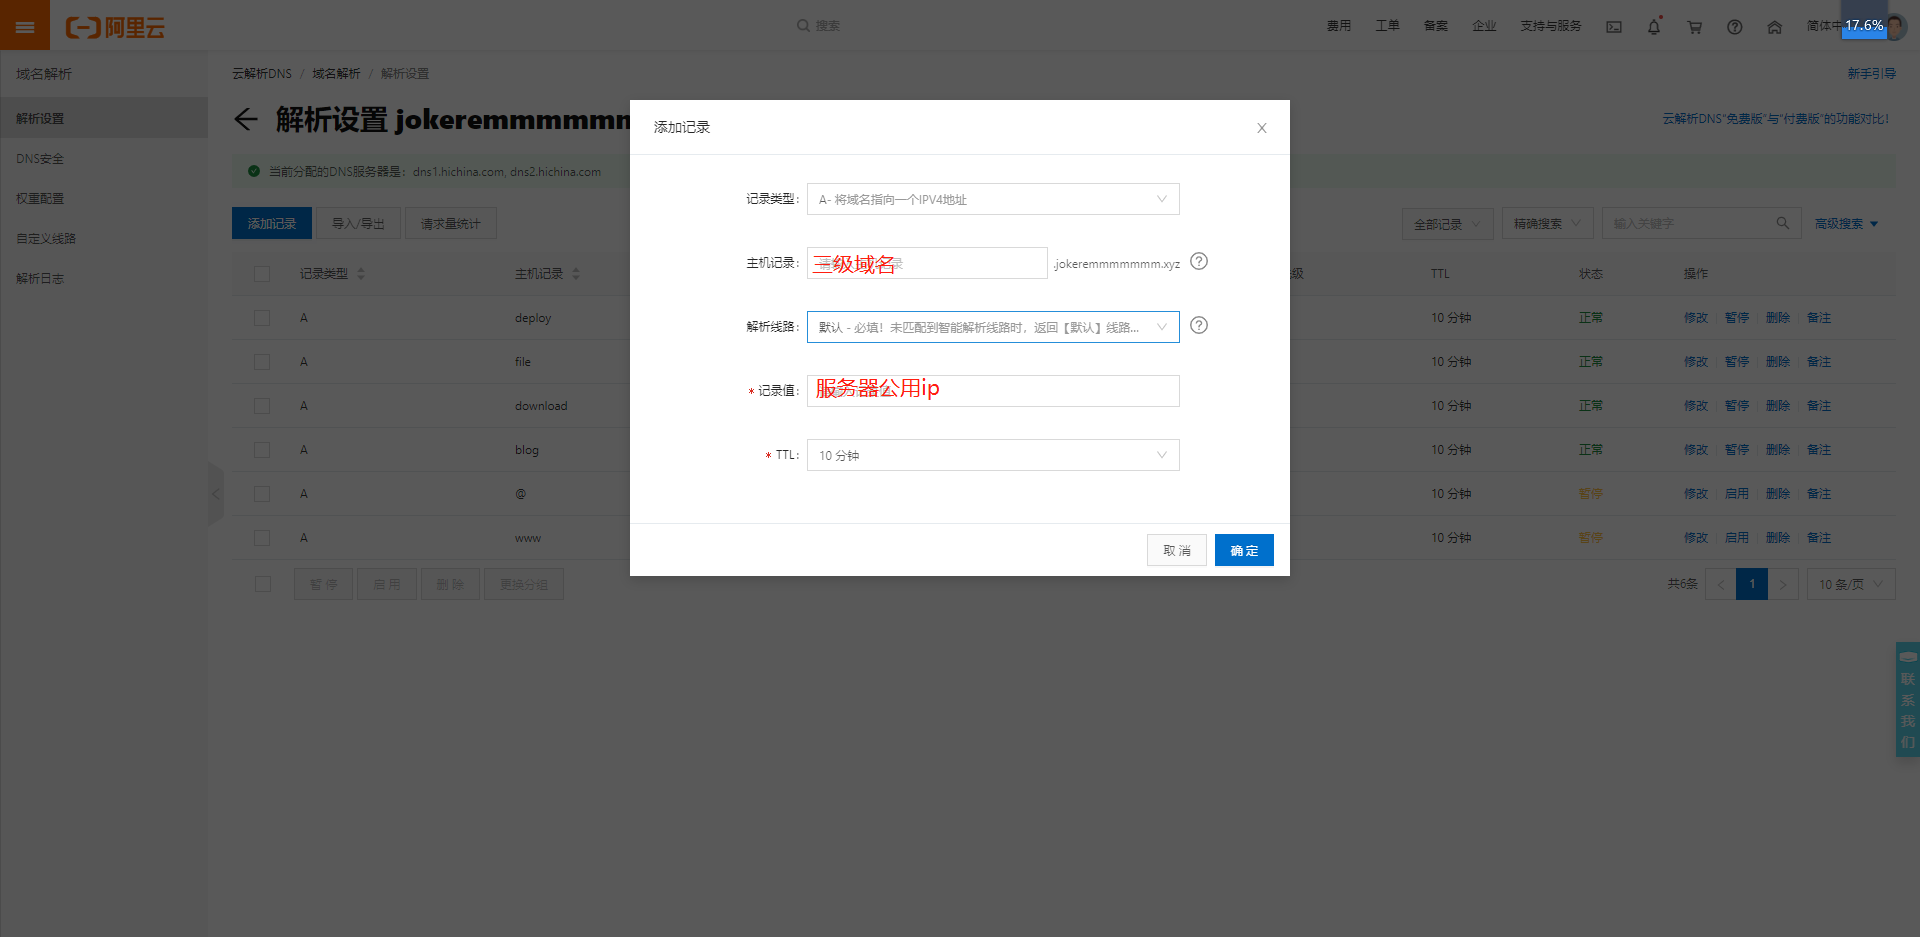 阿里云
搜索
费用 工单 备案 企业 支持与服务 简体中
17.6%
域名解析
解析设置
DNS安全
权重配置
自定义线路
解析日志
云解析DNS / 域名解析 / 解析设置
新手引导
解析设置 jokeremmmmmm
云解析DNS“免费版”与“付费版”的功能对比!
当前分配的DNS服务器是: dns1.hichina.com, dns2.hichina.com
添加记录 导入/导出 请求量统计
全部记录 精确搜索 输入关键字 高级搜索
记录类型 主机记录 级 TTL 状态 操作
A deploy 10 分钟 正常 修改 暂停 删除 备注
A file 10 分钟 正常 修改 暂停 删除 备注
A download 10 分钟 正常 修改 暂停 删除 备注
A blog 10 分钟 正常 修改 暂停 删除 备注
A @ 10 分钟 暂停 修改 启用 删除 备注
A www 10 分钟 暂停 修改 启用 删除 备注
暂 停 启 用 删 除 更换分组
共6条 < 1 > 10 条/页
添加记录
记录类型: A- 将域名指向一个IPV4地址
主机记录: 三级域名 .jokeremmmmmmm.xyz
解析线路: 默认 - 必填！未匹配到智能解析线路时，返回【默认】线路...
* 记录值: 服务器公用ip
* TTL: 10 分钟
取 消 确 定
联系我们